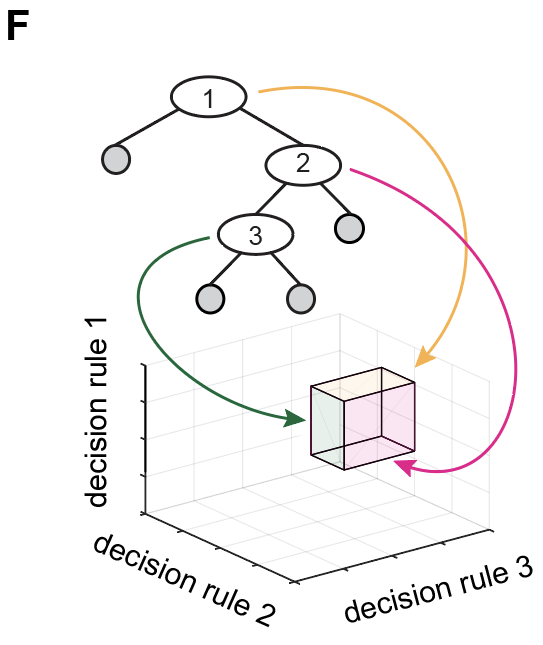 F
1
2
3
decision rule 1
decision rule 2
decision rule 3